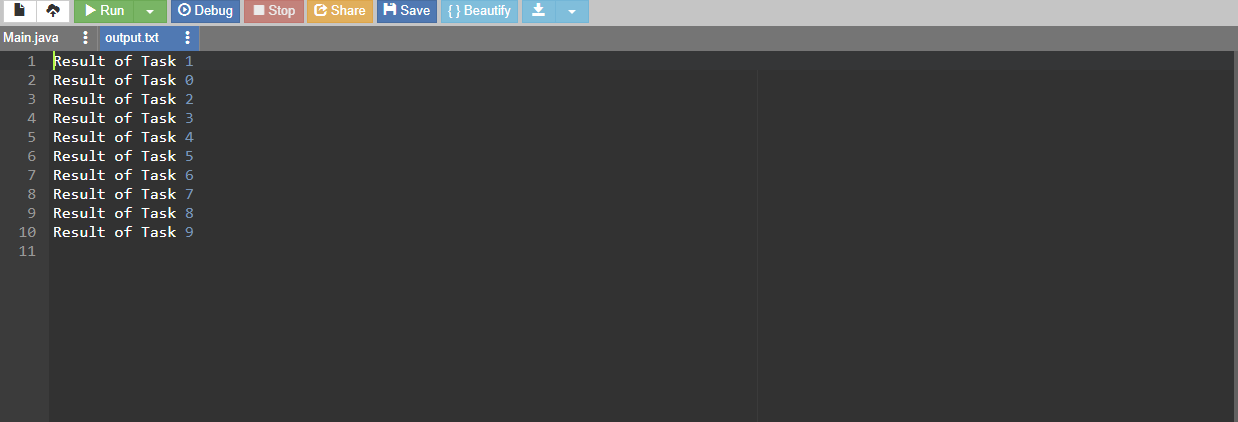 Run Debug Stop Share Save { } Beautify
Main.java output.txt
1 Result of Task 1
2 Result of Task 0
3 Result of Task 2
4 Result of Task 3
5 Result of Task 4
6 Result of Task 5
7 Result of Task 6
8 Result of Task 7
9 Result of Task 8
10 Result of Task 9
11